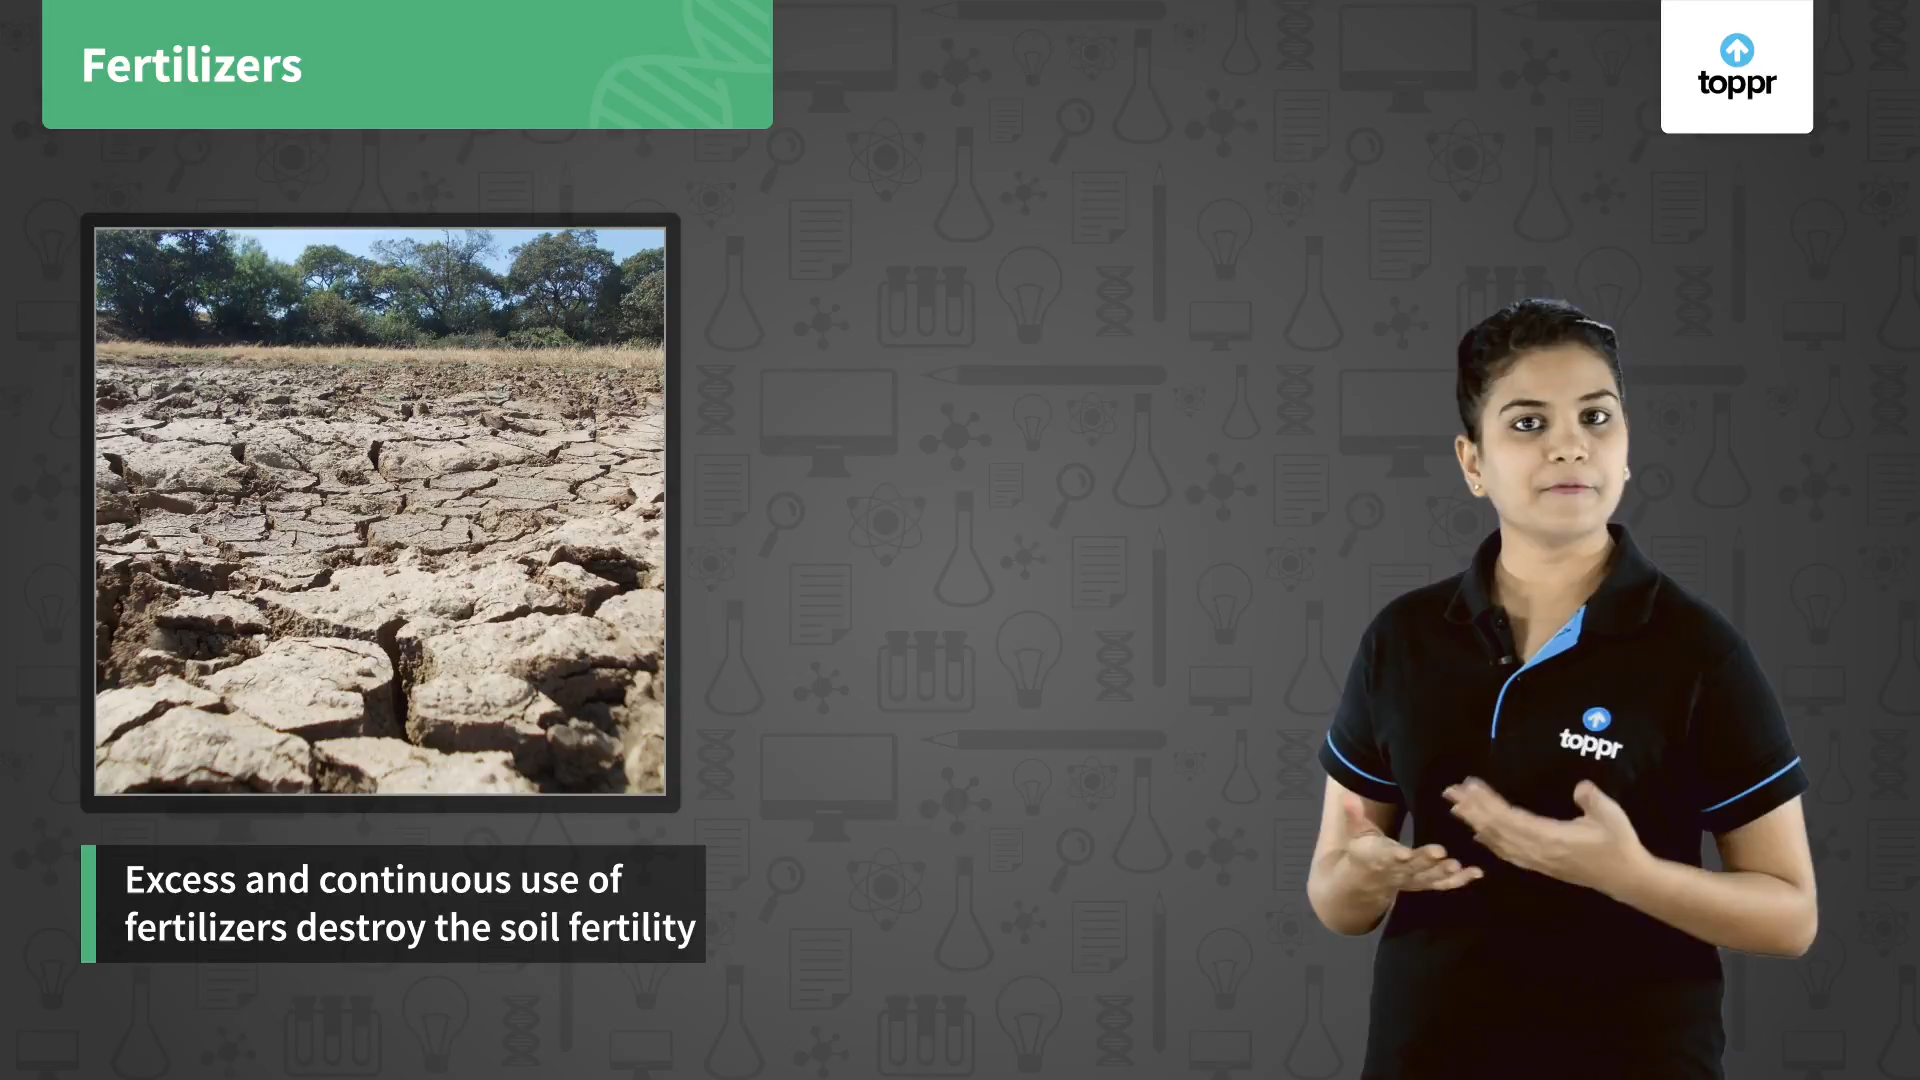 Fertilizers
toppr
toppr
Excess and continuous use of
fertilizers destroy the soil fertility